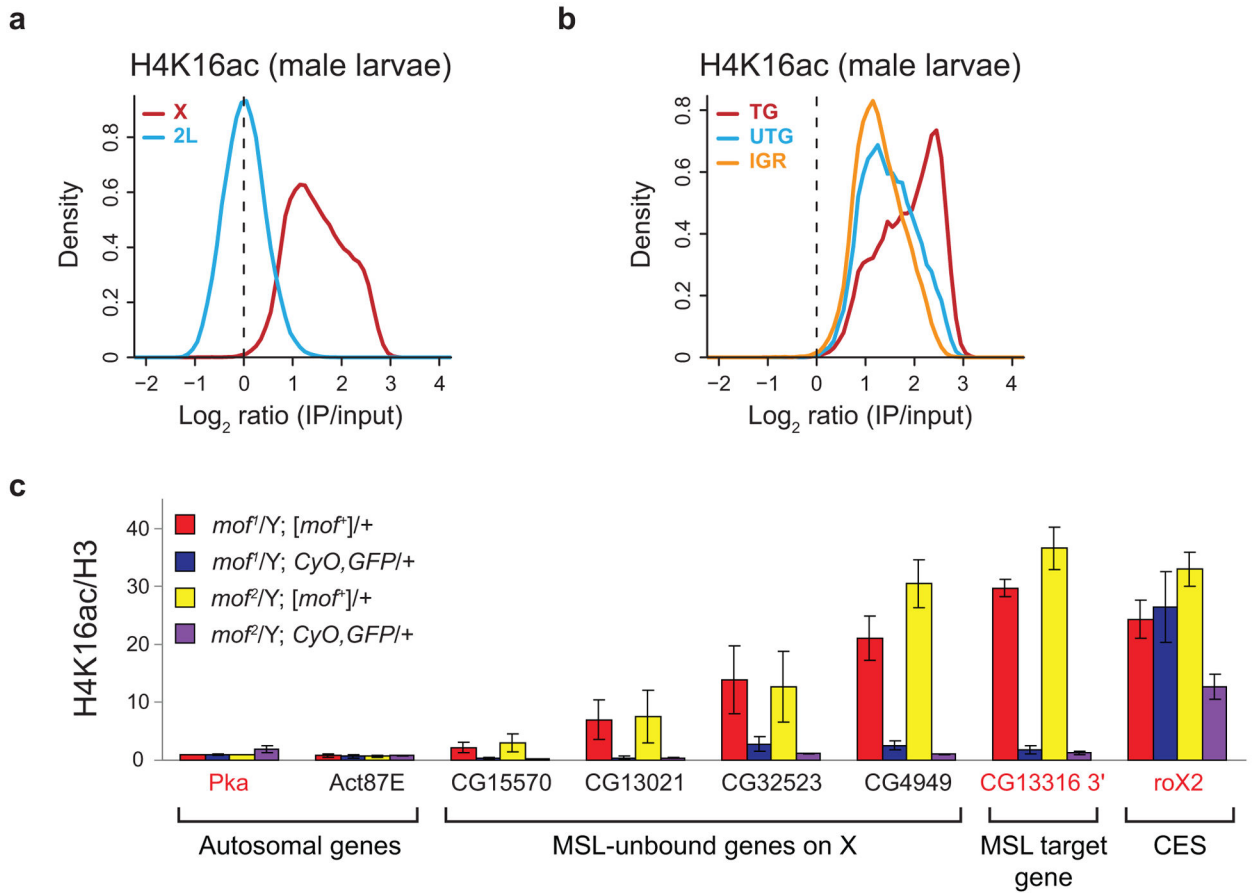 a
H4K16ac (male larvae)
X
2L
Density
0 0.2 0.4 0.6 0.8
−2 −1 0 1 2 3 4
Log2 ratio (IP/input)
b
H4K16ac (male larvae)
TG
UTG
IGR
Density
0 0.2 0.4 0.6 0.8
−2 −1 0 1 2 3 4
Log2 ratio (IP/input)
c
H4K16ac/H3
40
30
20
10
0
mof1/Y; [mof+]/+
mof1/Y; CyO,GFP/+
mof2/Y; [mof+]/+
mof2/Y; CyO,GFP/+
Pka Act87E CG15570 CG13021 CG32523 CG4949 CG13316 3' roX2
Autosomal genes MSL-unbound genes on X MSL target CES
gene